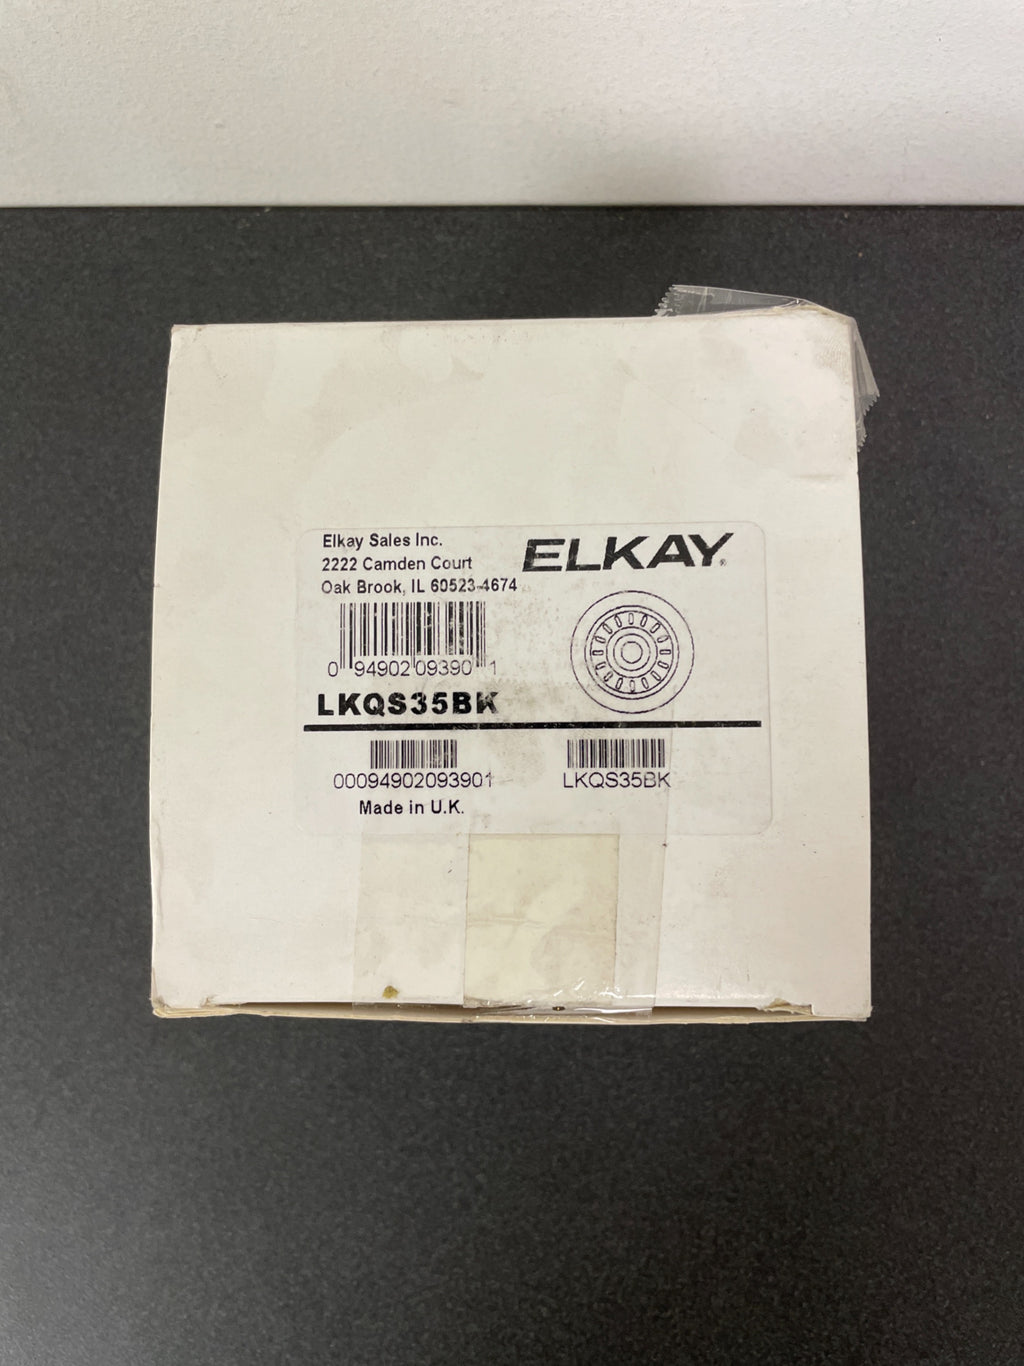 Elkay Sales Inc.
2222 Camden Court
Oak Brook, IL 60523-4674
ELKAY®
0 94902 09390 1
LKQS35BK
00094902093901
LKQS35BK
Made in U.K.